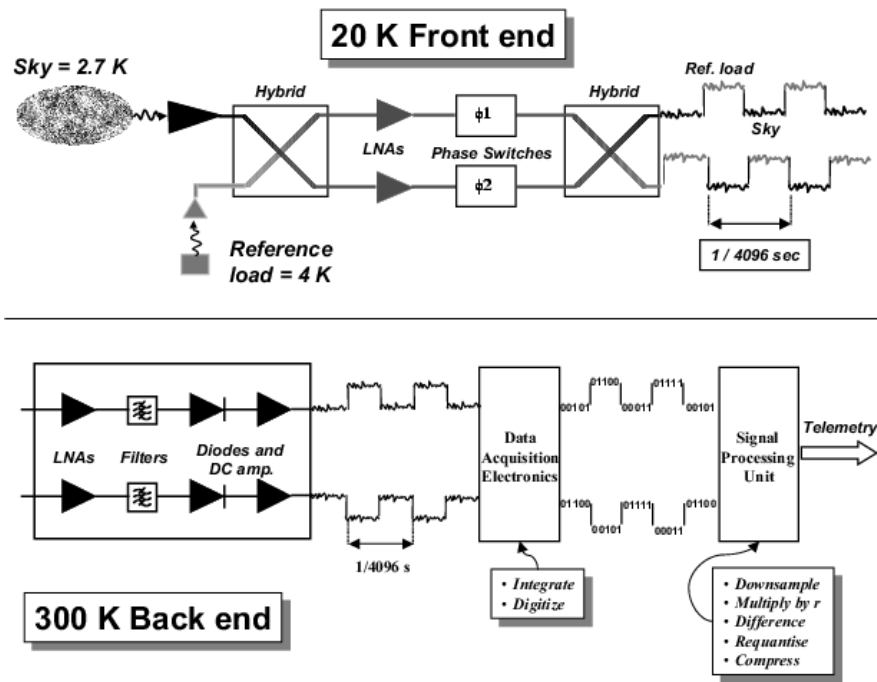 20 K Front end
Sky = 2.7 K
Hybrid
LNAs
ϕ1
Phase Switches
ϕ2
Hybrid
Ref. load
Sky
1 / 4096 sec
Reference
load = 4 K
LNAs
Filters
Diodes and
DC amp.
1/4096 s
Data
Acquisition
Electronics
• Integrate
• Digitize
00101
01100
00011
01111
00101
01100
00101
01111
00011
01100
Signal
Processing
Unit
Telemetry
• Downsample
• Multiply by r
• Difference
• Requantise
• Compress
300 K Back end